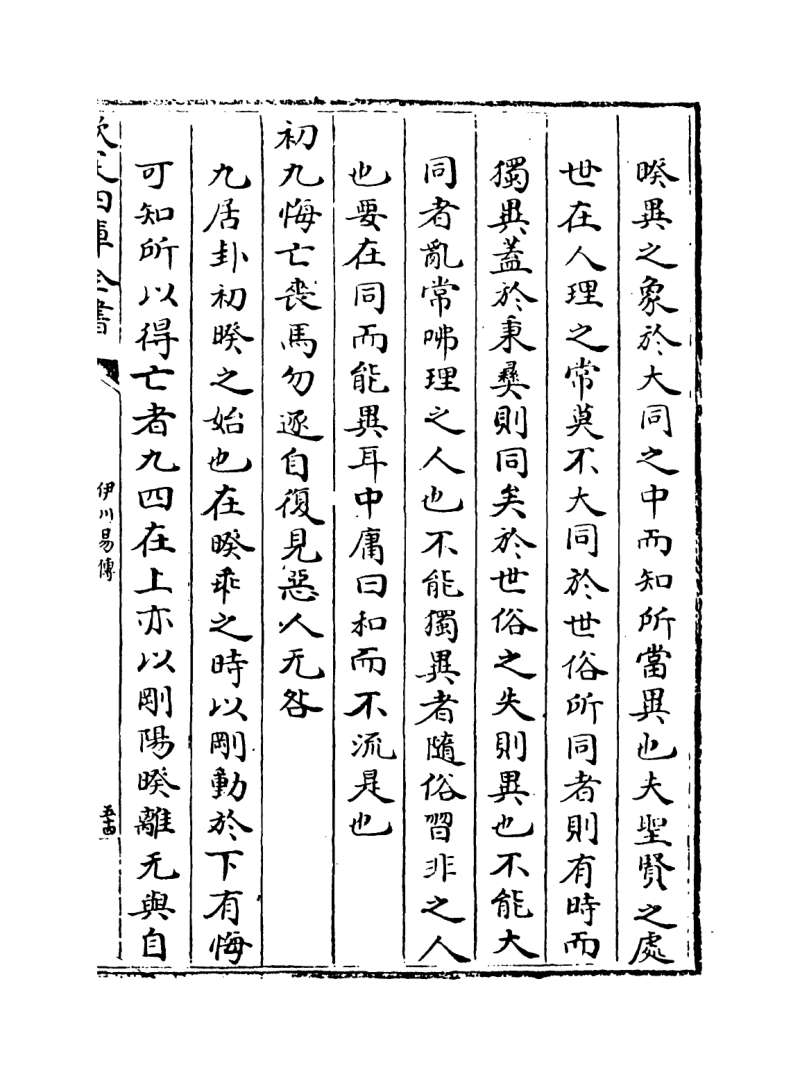 睽異之象於大同之中而知所當異也夫聖賢之處
世在人理之常莫不大同於世俗所同者則有時而
獨異蓋於秉彞則同矣於世俗之失則異也不能大
同者亂常咈理之人也不能獨異者隨俗習非之人
也要在同而能異耳中庸曰和而不流是也
初九悔亡喪馬勿逐自復見惡人无咎
九居卦初睽之始也在睽乖之時以剛動於下有悔
可知所以得亡者九四在上亦以剛陽睽離无與自
欽定四庫全書
伊川易傳
五十四